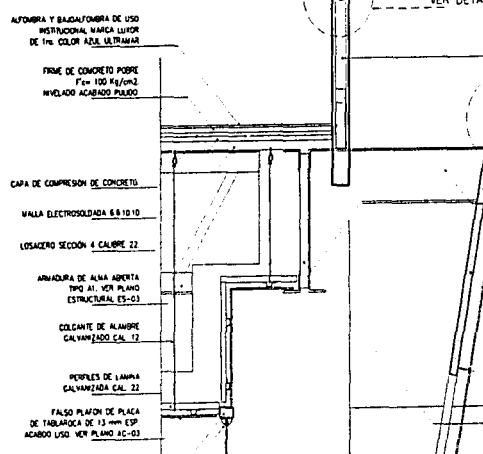 VER DETA
ALFOMBRA Y BAJOALFOMBRA DE USO
INSTITUCIONAL MARCA LUXOR
DE 1ra. COLOR AZUL ULTRAMAR
FIRME DE CONCRETO POBRE
F'c= 100 Kg/cm2
NIVELADO ACABADO PULIDO
CAPA DE COMPRESIÓN DE CONCRETO
MALLA ELECTROSOLDADA 6 6 10 10
LOSACERO SECCIÓN 4 CALIBRE 22
ARMADURA DE ALMA ABIERTA
TIPO A1. VER PLANO
ESTRUCTURAL ES-03
COLGANTE DE ALAMBRE
GALVANIZADO CAL. 12
PERFILES DE LAMINA
GALVANIZADA CAL. 22
FALSO PLAFON DE PLACA
DE TABLAROCA DE 13 mm ESP.
ACABDO LISO. VER PLANO AC-03